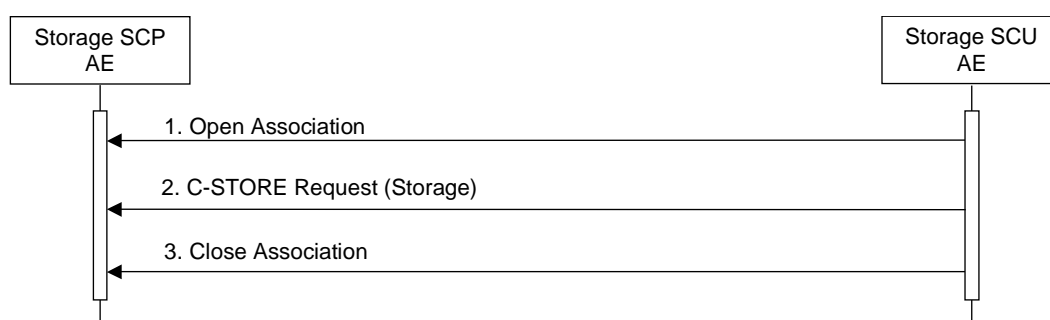 Storage SCP
AE
Storage SCU
AE
1. Open Association
2. C-STORE Request (Storage)
3. Close Association